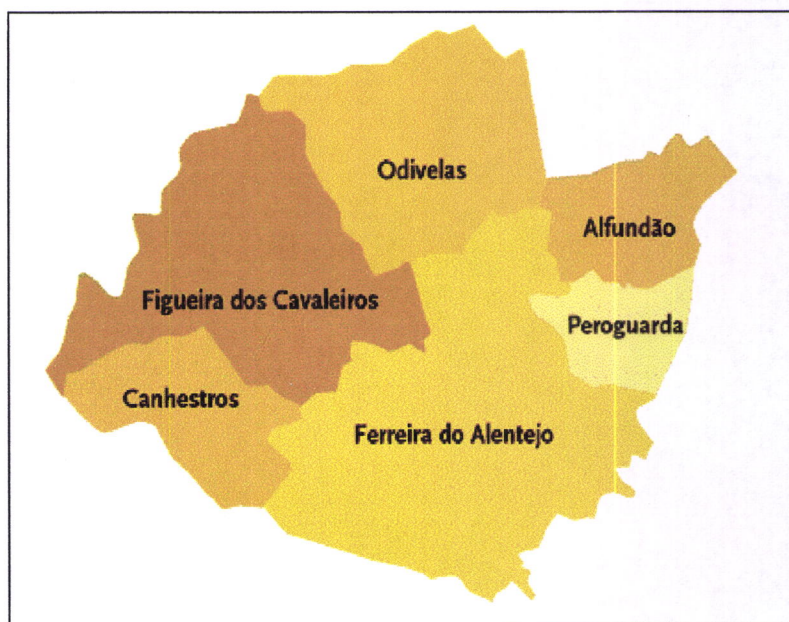 Odivelas
Alfundão
Figueira dos Cavaleiros
Peroguarda
Canhestros
Ferreira do Alentejo